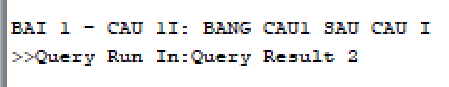 BAI 1 - CAU 1I: BANG CAU1 SAU CAU I
>>Query Run In:Query Result 2